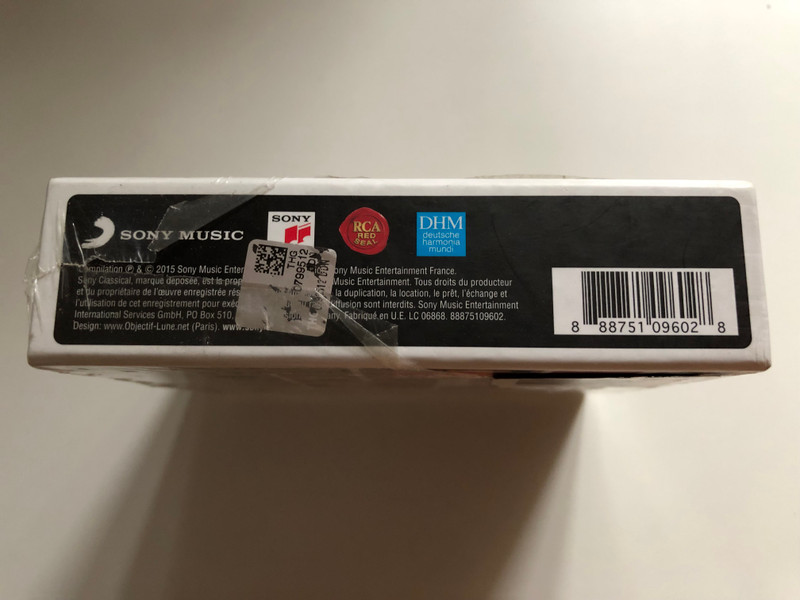 SONY MUSIC
SONY
RCA
RED
SEAL
DHM
deutsche
harmonia
mundi
Compilation ℗ & © 2015 Sony Music Sony Music Entertainment France.
Sony Classical, marque déposée, est la Music Entertainment. Tous droits du producteur
et du propriétaire de l'œuvre enregistrée la duplication, la location, le prêt, l'échange et
l'utilisation de cet enregistrement pour sont interdits. Sony Music Entertainment
International Services GmbH, PO Box 510. Fabriqué en U.E. LC 06868. 88875109602.
Design: www.Objectif-Lune.net (Paris).
THG
8 88751 09602 8